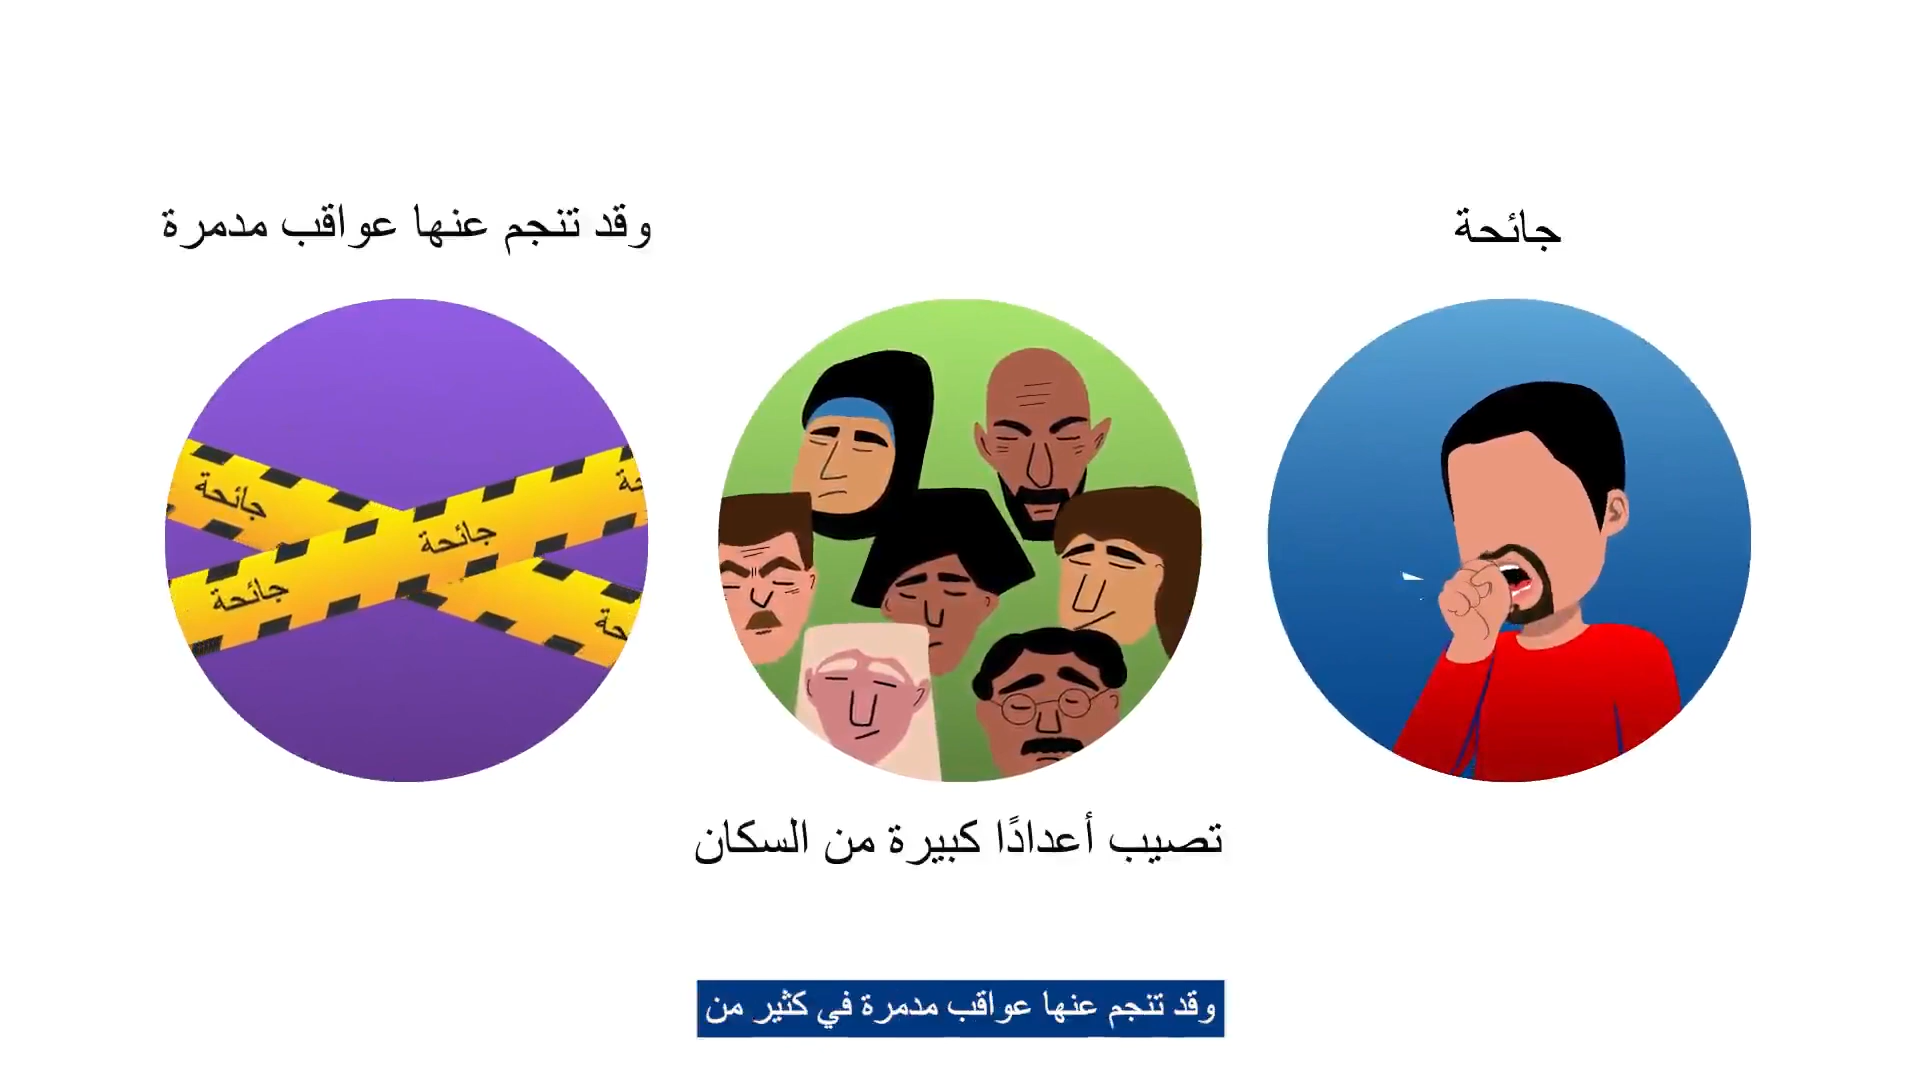 جائحة
وقد تنجم عنها عواقب مدمرة
جائحة
جائحة
جائحة
تصيب أعدادًا كبيرة من السكان
وقد تنجم عنها عواقب مدمرة في كثير من